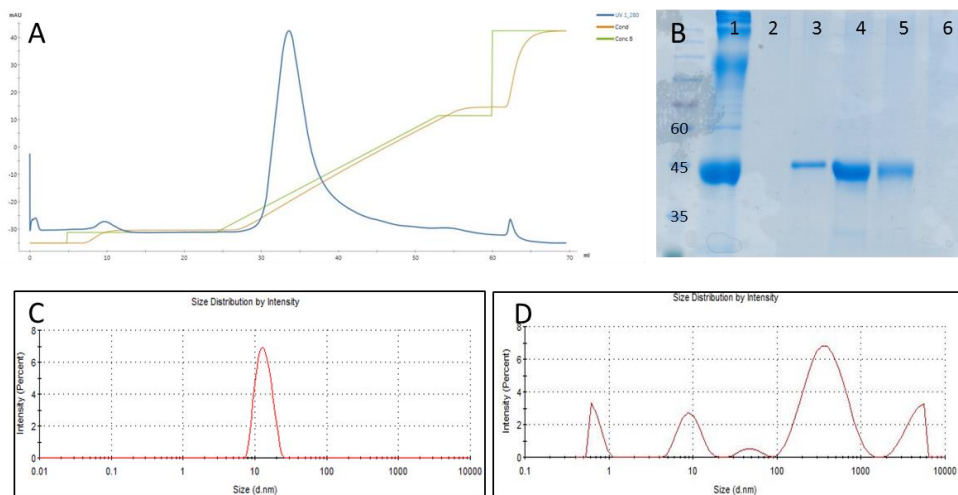 A
mAU
UV 1_280
Cond
Conc B
40
30
20
10
0
-10
-20
-30
0 10 20 30 40 50 60 70 ml
B
1 2 3 4 5 6
60
45
35
C
Size Distribution by Intensity
Intensity (Percent)
8
6
4
2
0
0.01 0.1 1 10 100 1000 10000
Size (d.nm)
D
Size Distribution by Intensity
Intensity (Percent)
8
6
4
2
0
0.1 1 10 100 1000 10000
Size (d.nm)